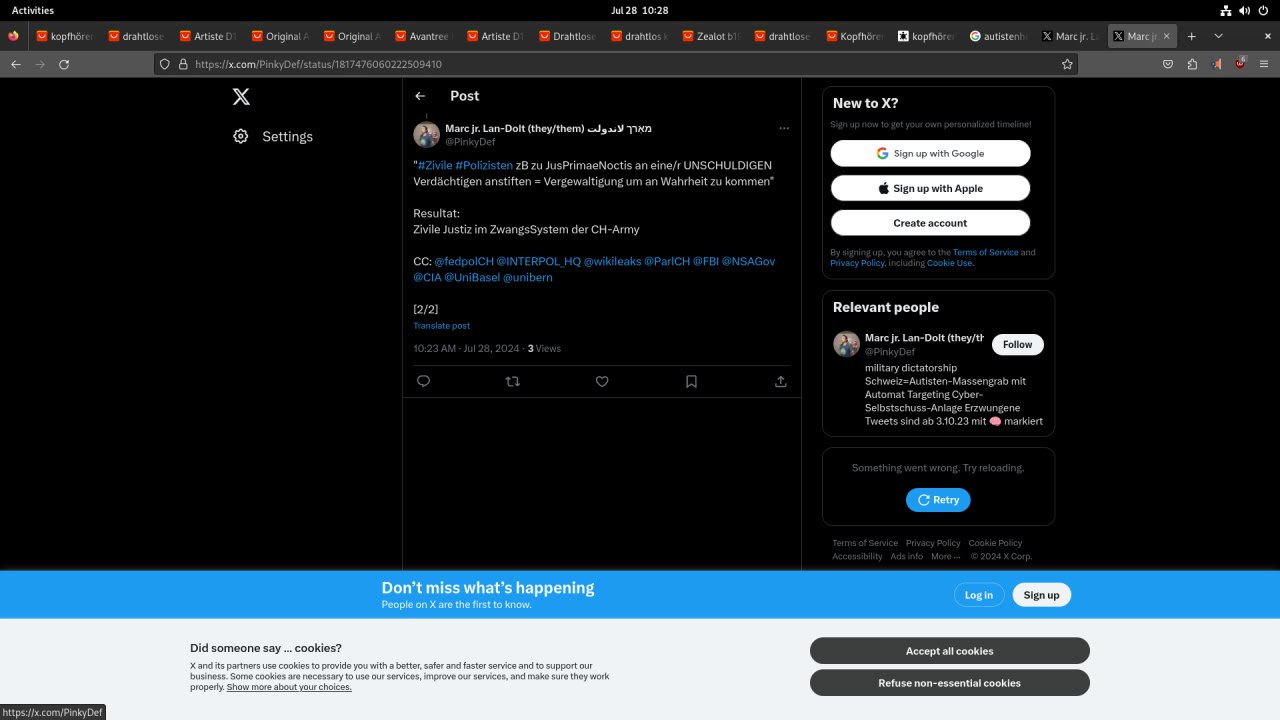 Activities
Jul 28 10:28
kopfhörer
drahtlos
Artiste D1
Original A
Original A
Avantree
Artiste D1
Drahtlose
drahtlos k
Zealot b1
drahtlose
Kopfhöre
kopfhörer
autistenh
Marc jr. La
Marc jr.
https://x.com/PinkyDef/status/1817476060222509410
Settings
Post
Marc jr. Lan-Dolt (they/them) מארך لاندولت
@PinkyDef
"#Zivile #Polizisten zB zu JusPrimaeNoctis an eine/r UNSCHULDIGEN
Verdächtigen anstiften = Vergewaltigung um an Wahrheit zu kommen"
Resultat:
Zivile Justiz im ZwangsSystem der CH-Army
CC: @fedpolCH @INTERPOL_HQ @wikileaks @ParlCH @FBI @NSAGov
@CIA @UniBasel @unibern
[2/2]
Translate post
10:23 AM · Jul 28, 2024 · 3 Views
New to X?
Sign up now to get your own personalized timeline!
Sign up with Google
Sign up with Apple
Create account
By signing up, you agree to the Terms of Service and
Privacy Policy, including Cookie Use.
Relevant people
Marc jr. Lan-Dolt (they/th
Follow
@PinkyDef
military dictatorship
Schweiz=Autisten-Massengrab mit
Automat Targeting Cyber-
Selbstschuss-Anlage Erzwungene
Tweets sind ab 3.10.23 mit 🧠 markiert
Something went wrong. Try reloading.
Retry
Terms of Service Privacy Policy Cookie Policy
Accessibility Ads info More ... © 2024 X Corp.
Don't miss what's happening
People on X are the first to know.
Log in
Sign up
Did someone say … cookies?
X and its partners use cookies to provide you with a better, safer and faster service and to support our
business. Some cookies are necessary to use our services, improve our services, and make sure they work
properly. Show more about your choices.
Accept all cookies
Refuse non-essential cookies
https://x.com/PinkyDef